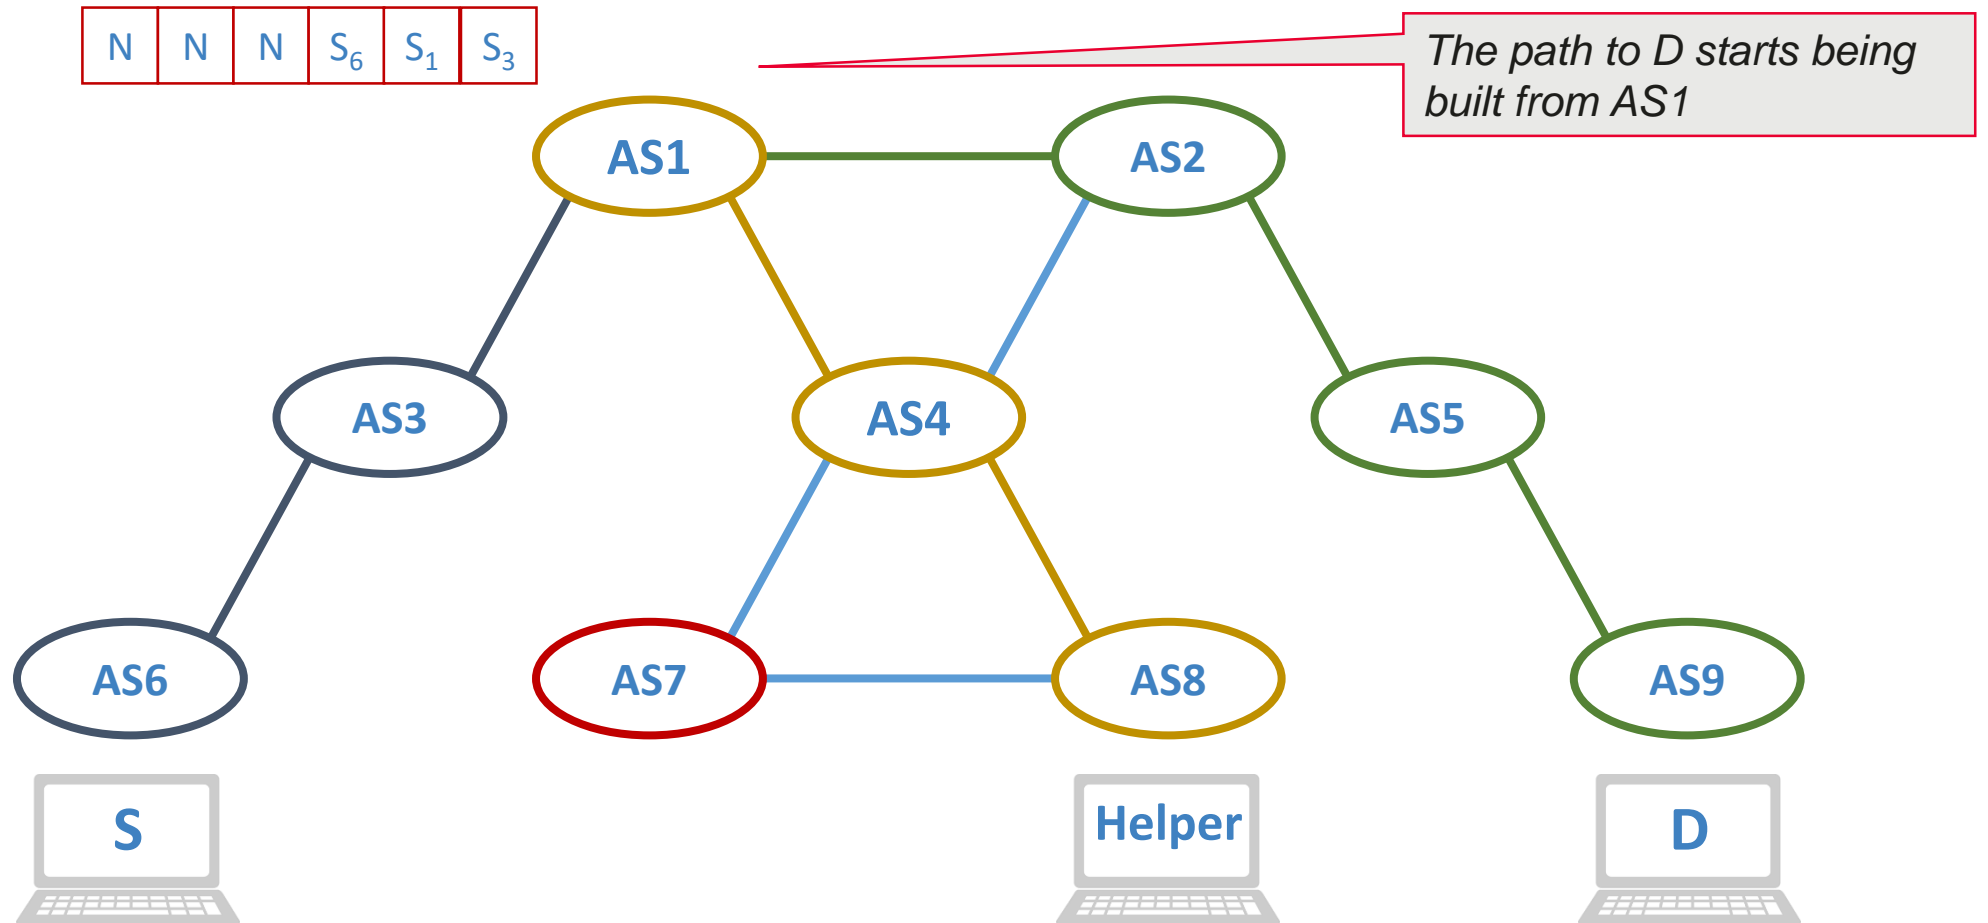 N N N S₆ S₁ S₃
The path to D starts being
built from AS1
AS1
AS2
AS3
AS4
AS5
AS6
AS7
AS8
AS9
S
Helper
D